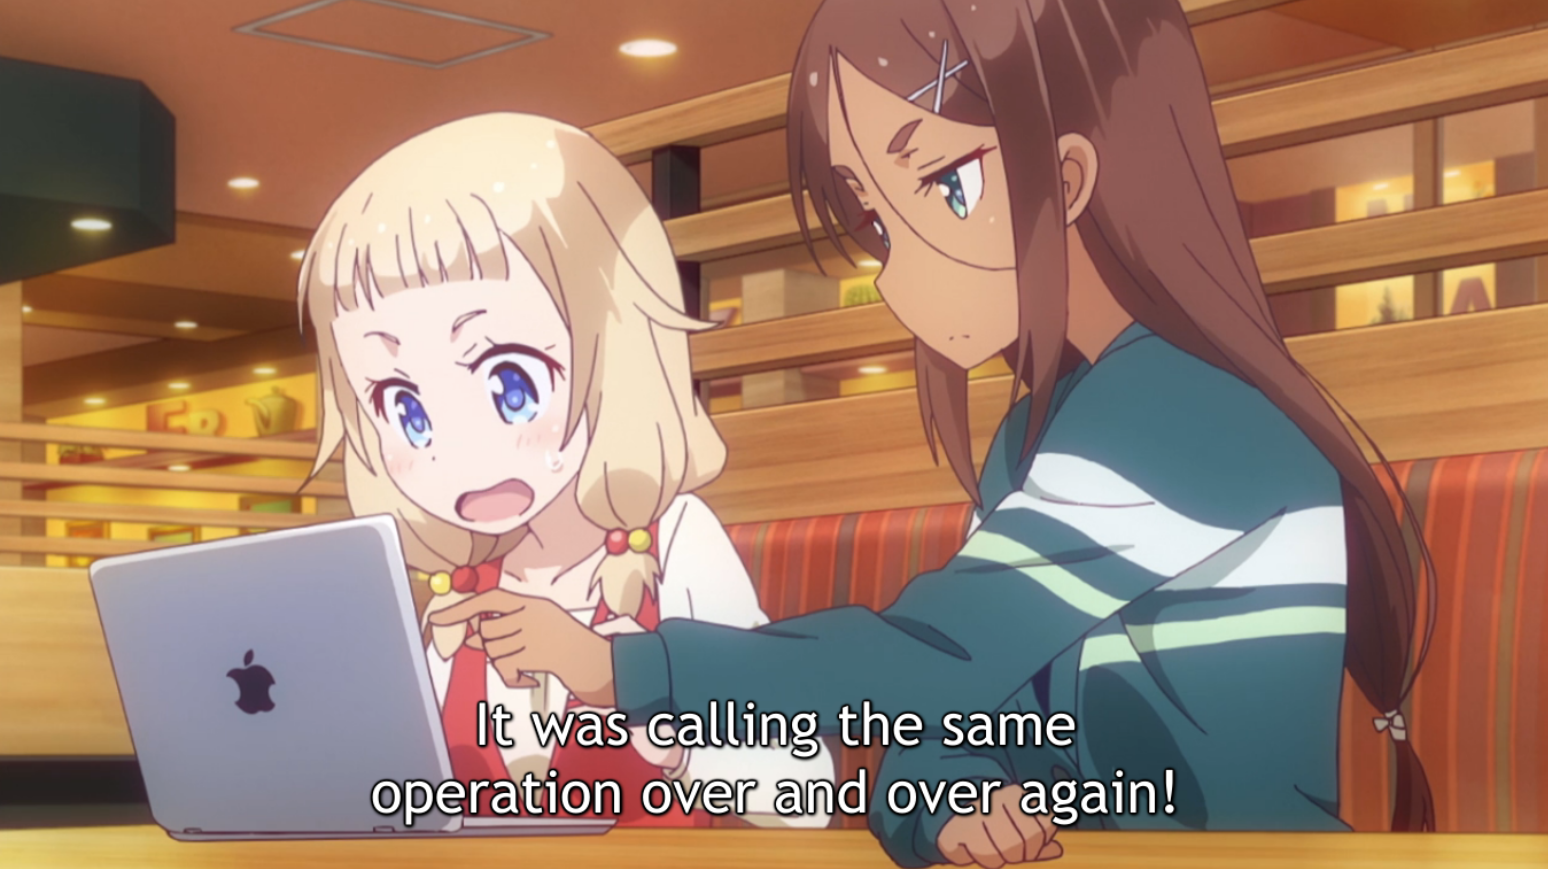 It was calling the same
operation over and over again!